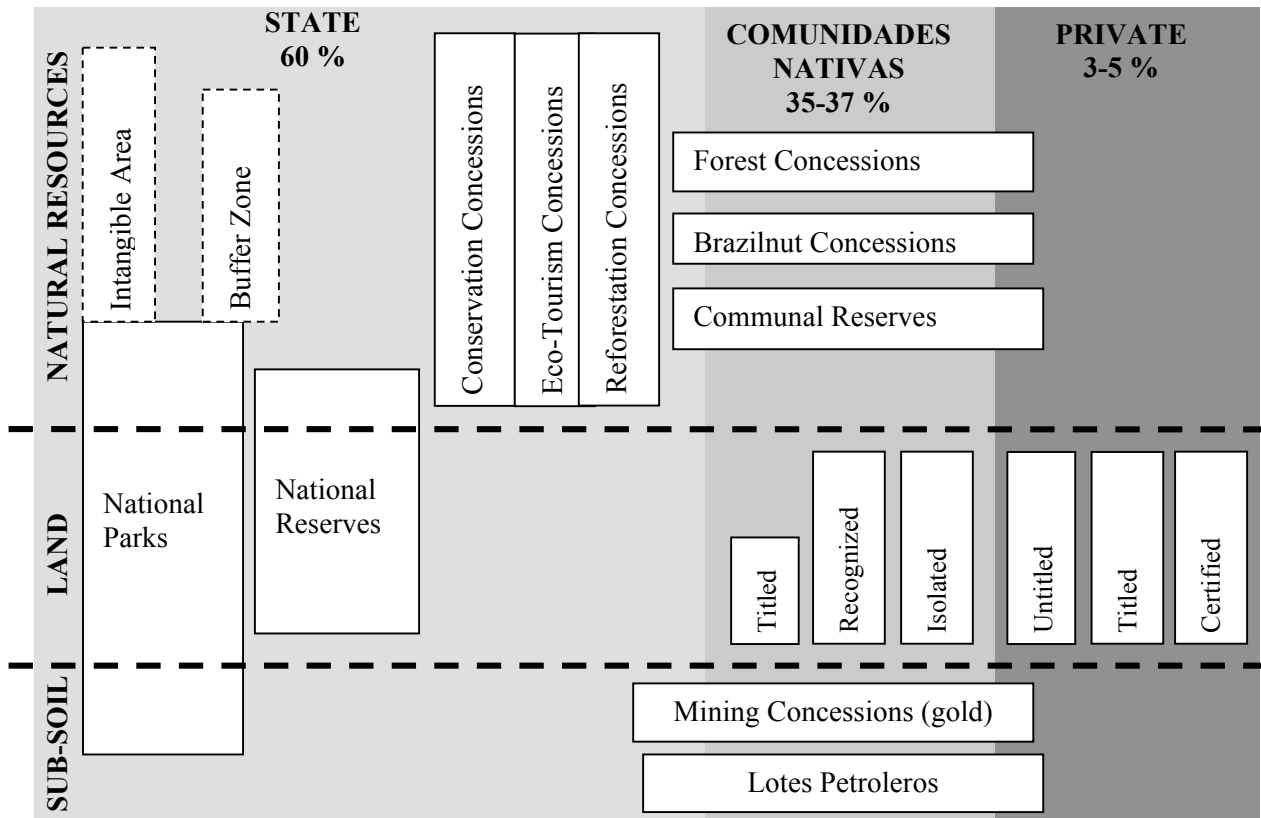 STATE
60 %
COMUNIDADES
NATIVAS
35-37 %
PRIVATE
3-5 %
NATURAL RESOURCES
Intangible Area
Buffer Zone
Conservation Concessions
Eco-Tourism Concessions
Reforestation Concessions
Forest Concessions
Brazilnut Concessions
Communal Reserves
LAND
National
Parks
National
Reserves
Titled
Recognized
Isolated
Untitled
Titled
Certified
SUB-SOIL
Mining Concessions (gold)
Lotes Petroleros